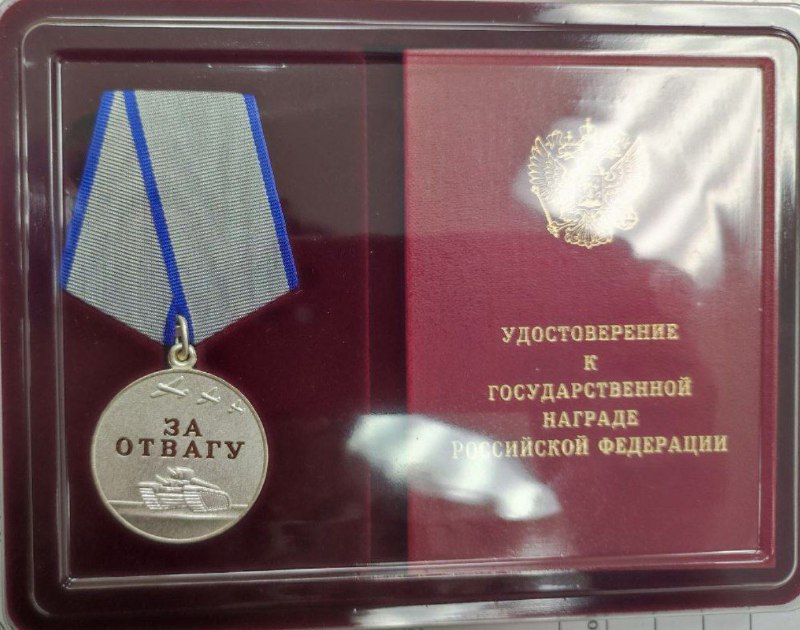 ЗА
ОТВАГУ
УДОСТОВЕРЕНИЕ
К
ГОСУДАРСТВЕННОЙ
НАГРАДЕ
РОССИЙСКОЙ ФЕДЕРАЦИИ